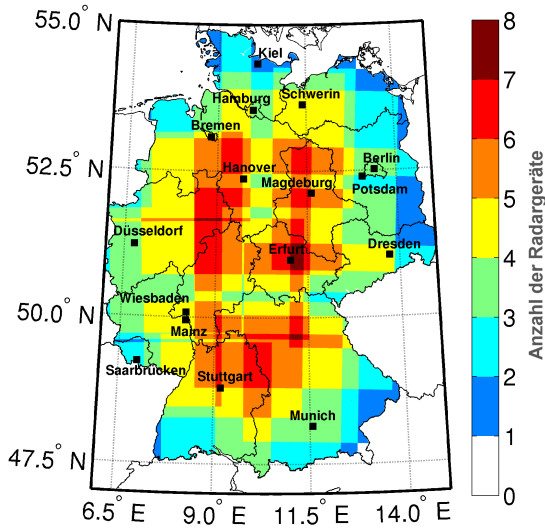 55.0° N
52.5° N
50.0° N
47.5° N
6.5° E
9.0° E
11.5° E
14.0° E
Kiel
Hamburg
Schwerin
Bremen
Hanover
Berlin
Magdeburg
Potsdam
Düsseldorf
Erfurt
Dresden
Wiesbaden
Mainz
Saarbrücken
Stuttgart
Munich
8
7
6
5
4
3
2
1
0
Anzahl der Radargeräte